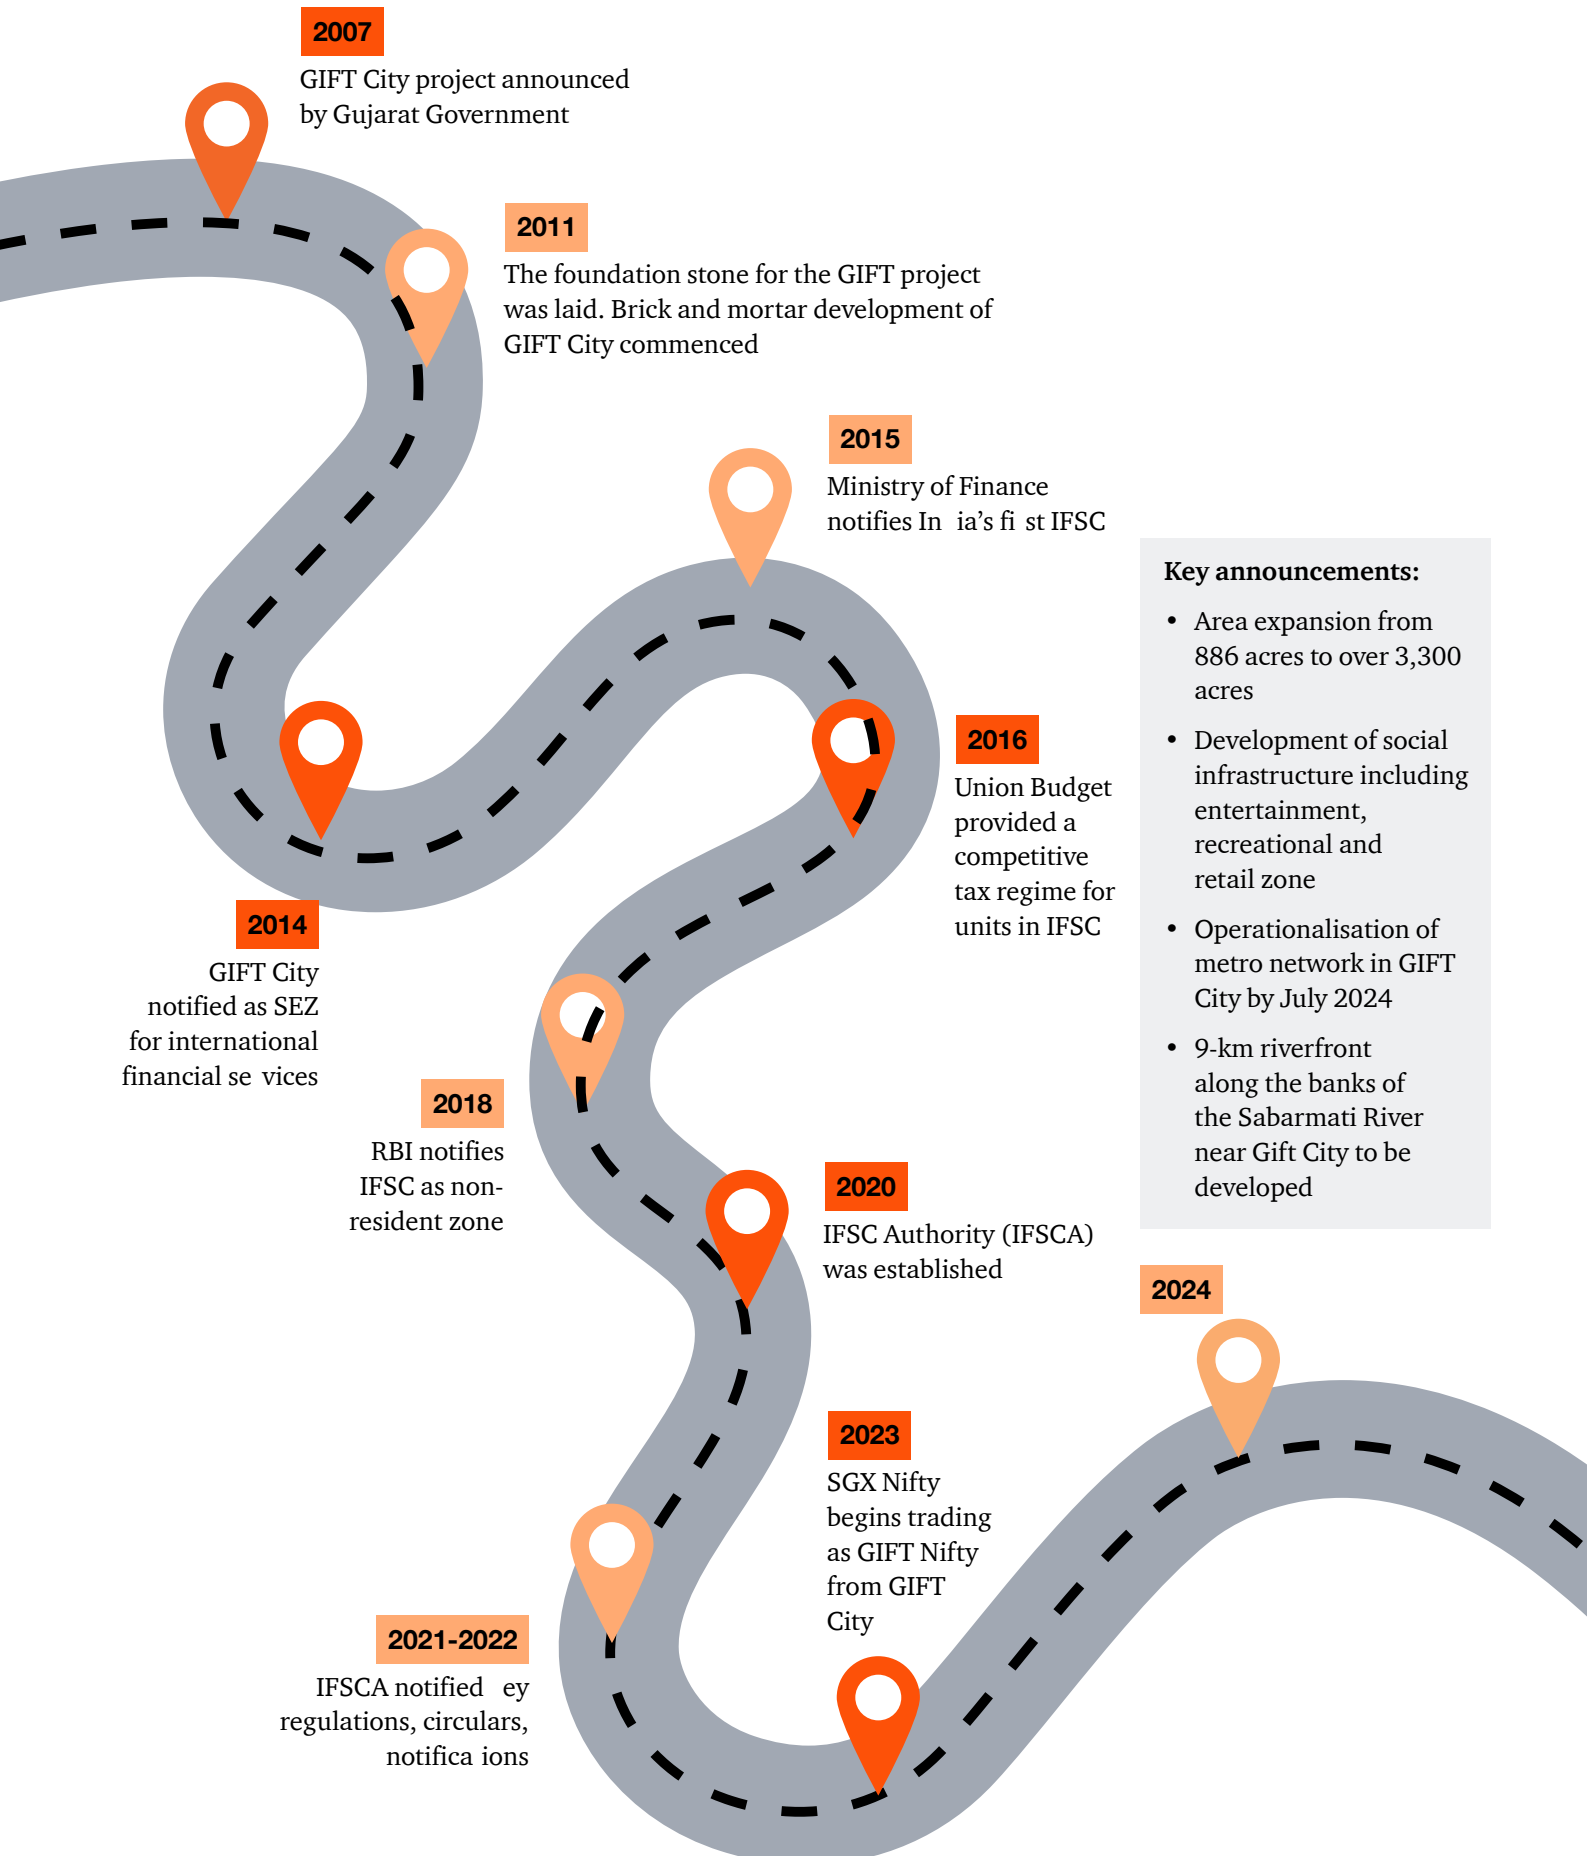 2007
GIFT City project announced
by Gujarat Government
2011
The foundation stone for the GIFT project
was laid. Brick and mortar development of
GIFT City commenced
2015
Ministry of Finance
notifies In ia’s fi st IFSC
2016
Union Budget
provided a
competitive
tax regime for
units in IFSC
Key announcements:
• Area expansion from
886 acres to over 3,300
acres
• Development of social
infrastructure including
entertainment,
recreational and
retail zone
• Operationalisation of
metro network in GIFT
City by July 2024
• 9-km riverfront
along the banks of
the Sabarmati River
near Gift City to be
developed
2014
GIFT City
notified as SEZ
for international
financial se vices
2018
RBI notifies
IFSC as non-
resident zone
2020
IFSC Authority (IFSCA)
was established
2024
2023
SGX Nifty
begins trading
as GIFT Nifty
from GIFT
City
2021-2022
IFSCA notified ey
regulations, circulars,
notifica ions